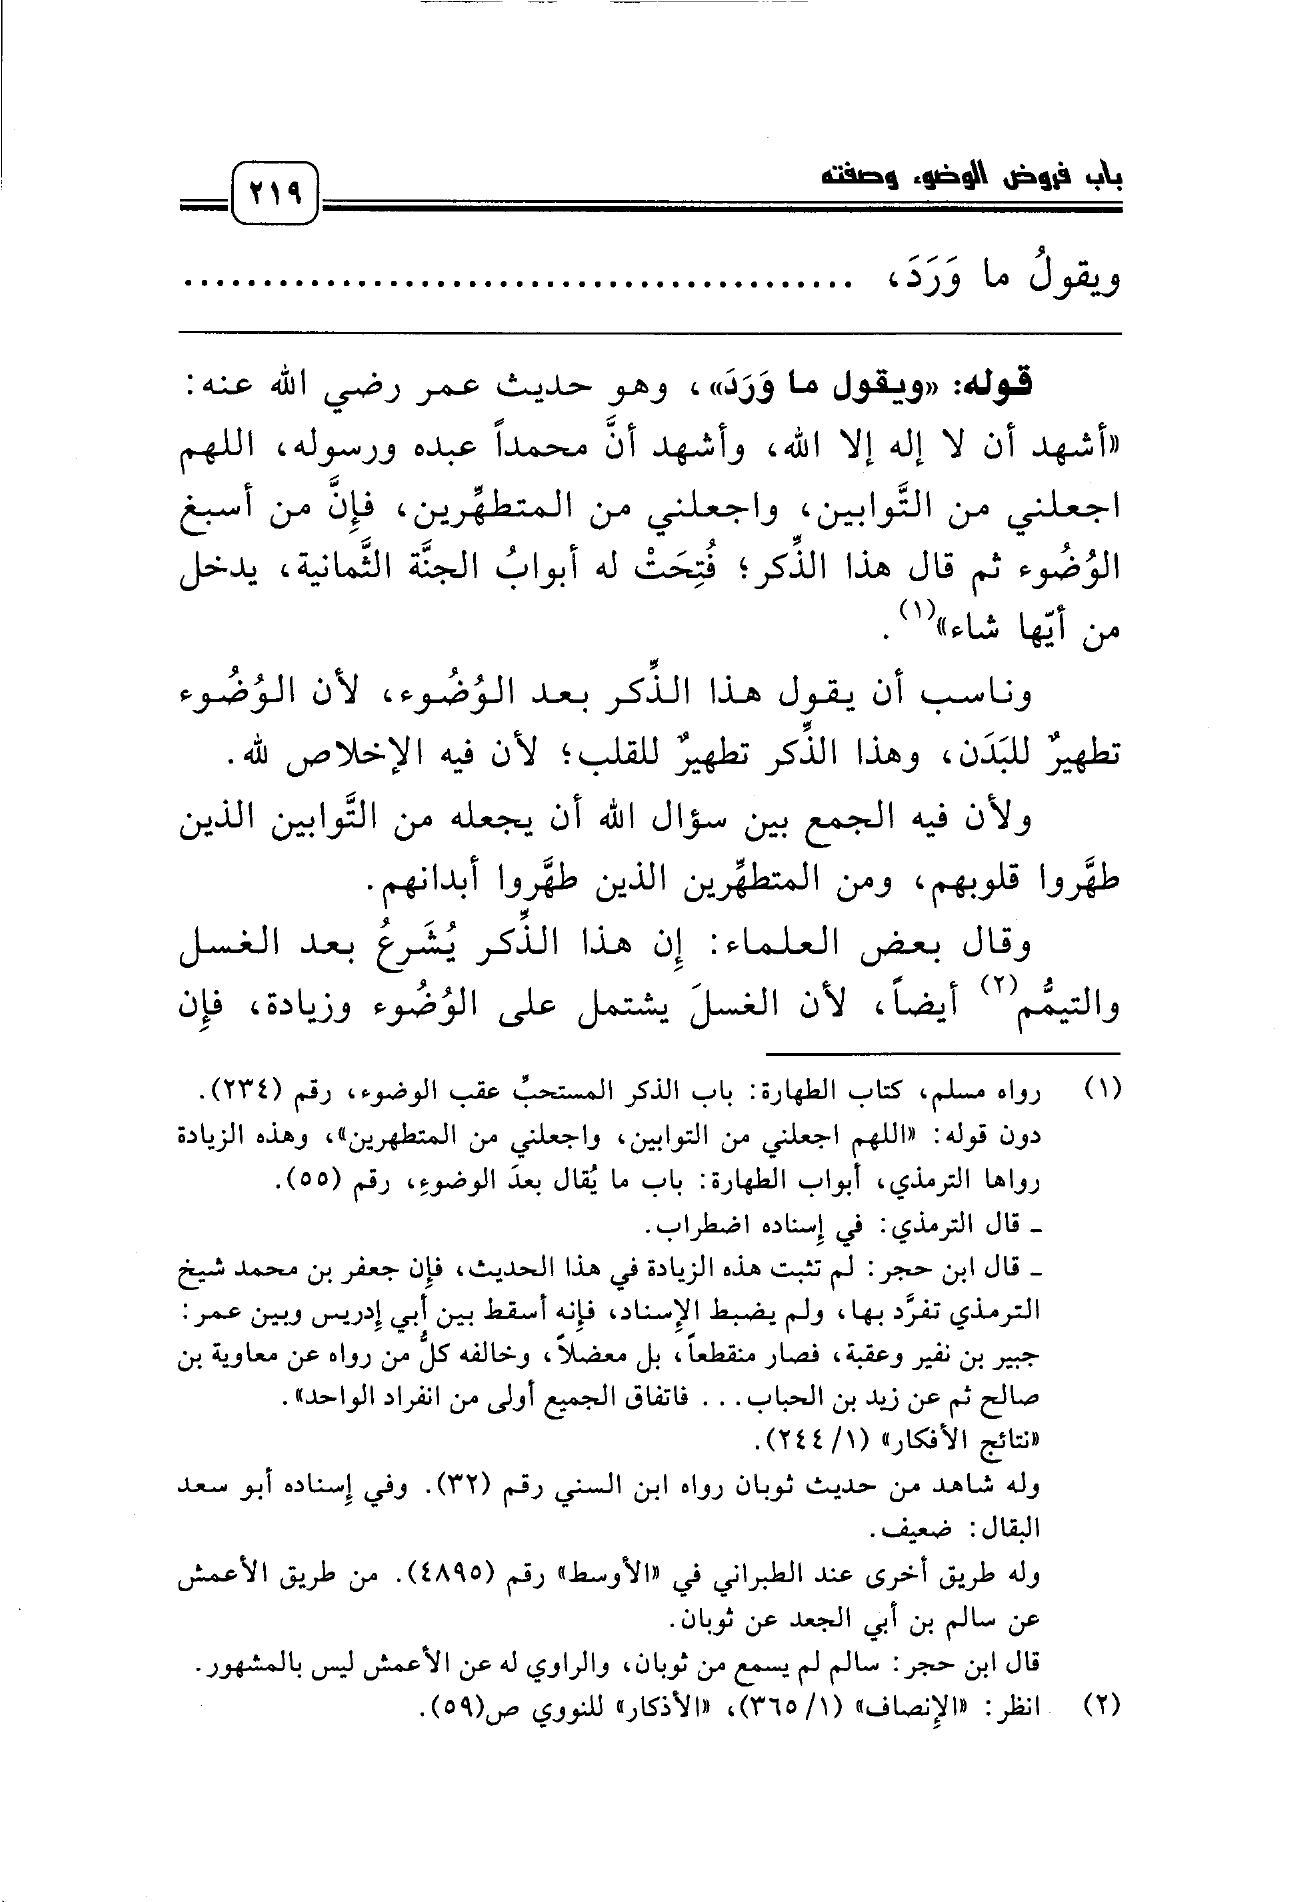 باب فروض الوضوء وصفته
٢١٩
ويقولُ ما وَرَدَ، ........................................
قوله: «ويقول ما وَرَدَ»، وهو حديث عمر رضي الله عنه:
«أشهد أن لا إله إلا الله، وأشهد أنَّ محمداً عبده ورسوله، اللهم
اجعلني من التَّوابين، واجعلني من المتطهِّرين، فإِنَّ من أسبغ
الوُضُوء ثم قال هذا الذِّكر؛ فُتِحَتْ له أبوابُ الجنَّة الثَّمانية، يدخل
من أيّها شاء»(١).
وناسب أن يقول هذا الذِّكر بعد الوُضُوء، لأن الوُضُوء
تطهيرٌ للبَدَن، وهذا الذِّكر تطهيرٌ للقلب؛ لأن فيه الإخلاص لله.
ولأن فيه الجمع بين سؤال الله أن يجعله من التَّوابين الذين
طهَّروا قلوبهم، ومن المتطهِّرين الذين طهَّروا أبدانهم.
وقال بعض العلماء: إِن هذا الذِّكر يُشَرعُ بعد الغسل
والتيمُّم(٢) أيضاً، لأن الغسلَ يشتمل على الوُضُوء وزيادة، فإِن
(١) رواه مسلم، كتاب الطهارة: باب الذكر المستحبِّ عقب الوضوء، رقم (٢٣٤).
دون قوله: «اللهم اجعلني من التوابين، واجعلني من المتطهرين»، وهذه الزيادة
رواها الترمذي، أبواب الطهارة: باب ما يُقال بعدَ الوضوءِ، رقم (٥٥).
ـ قال الترمذي: في إِسناده اضطراب.
ـ قال ابن حجر: لم تثبت هذه الزيادة في هذا الحديث، فإِن جعفر بن محمد شيخ
الترمذي تفرَّد بها، ولم يضبط الإِسناد، فإِنه أسقط بين أبي إِدريس وبين عمر:
جبير بن نفير وعقبة، فصار منقطعاً، بل معضلاً، وخالفه كلُّ من رواه عن معاوية بن
صالح ثم عن زيد بن الحباب... فاتفاق الجميع أولى من انفراد الواحد».
«نتائج الأفكار» (١/ ٢٤٤).
وله شاهد من حديث ثوبان رواه ابن السني رقم (٣٢). وفي إِسناده أبو سعد
البقال: ضعيف.
وله طريق أخرى عند الطبراني في «الأوسط» رقم (٤٨٩٥). من طريق الأعمش
عن سالم بن أبي الجعد عن ثوبان.
قال ابن حجر: سالم لم يسمع من ثوبان، والراوي له عن الأعمش ليس بالمشهور.
(٢) انظر: «الإِنصاف» (١/ ٣٦٥)، «الأذكار» للنووي ص(٥٩).